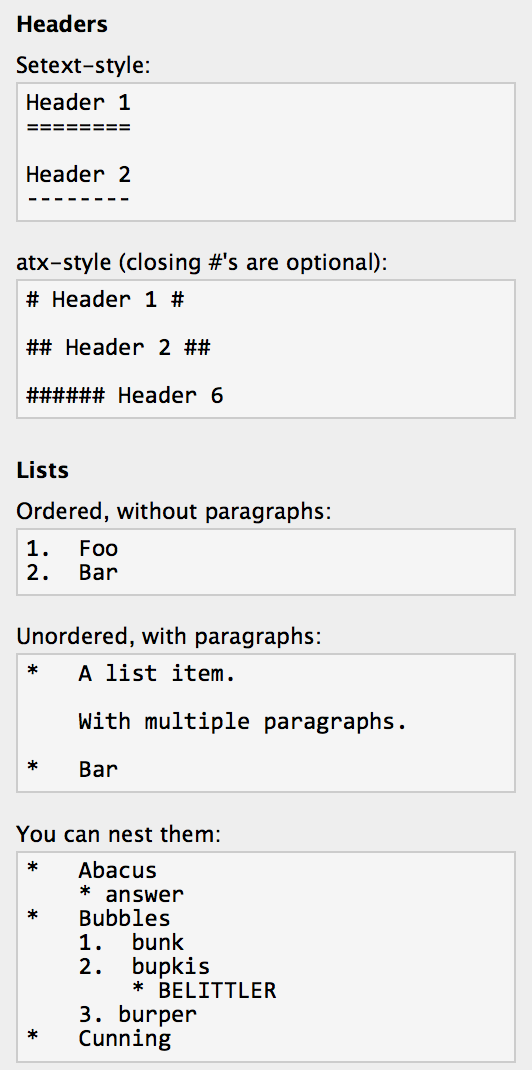 Headers
Setext-style:
Header 1
========
Header 2
--------
atx-style (closing #'s are optional):
# Header 1 #
## Header 2 ##
###### Header 6
Lists
Ordered, without paragraphs:
1.  Foo
2.  Bar
Unordered, with paragraphs:
*   A list item.
    With multiple paragraphs.
*   Bar
You can nest them:
*   Abacus
    * answer
*   Bubbles
    1.  bunk
    2.  bupkis
        * BELITTLER
    3. burper
*   Cunning